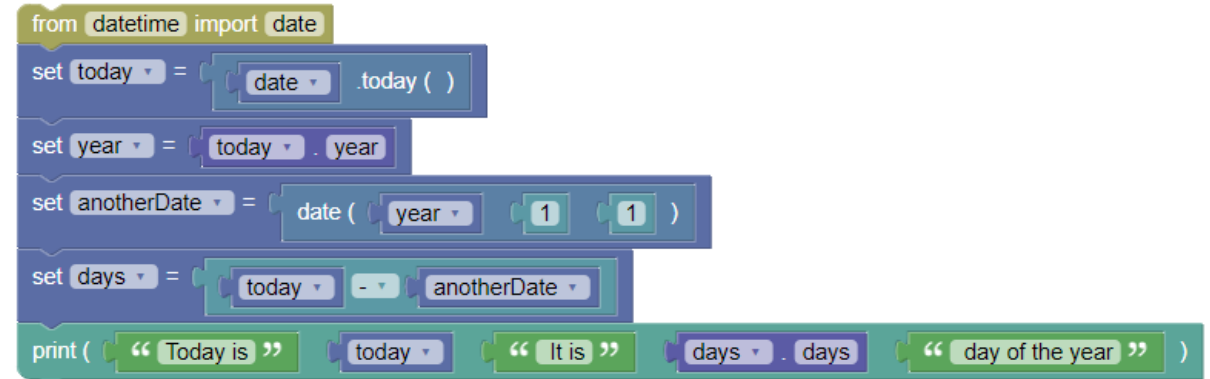 from datetime import date
set today = date .today ( )
set year = today . year
set anotherDate = date ( year 1 1 )
set days = today - anotherDate
print ( “ Today is ” today “ It is ” days . days “ day of the year ” )